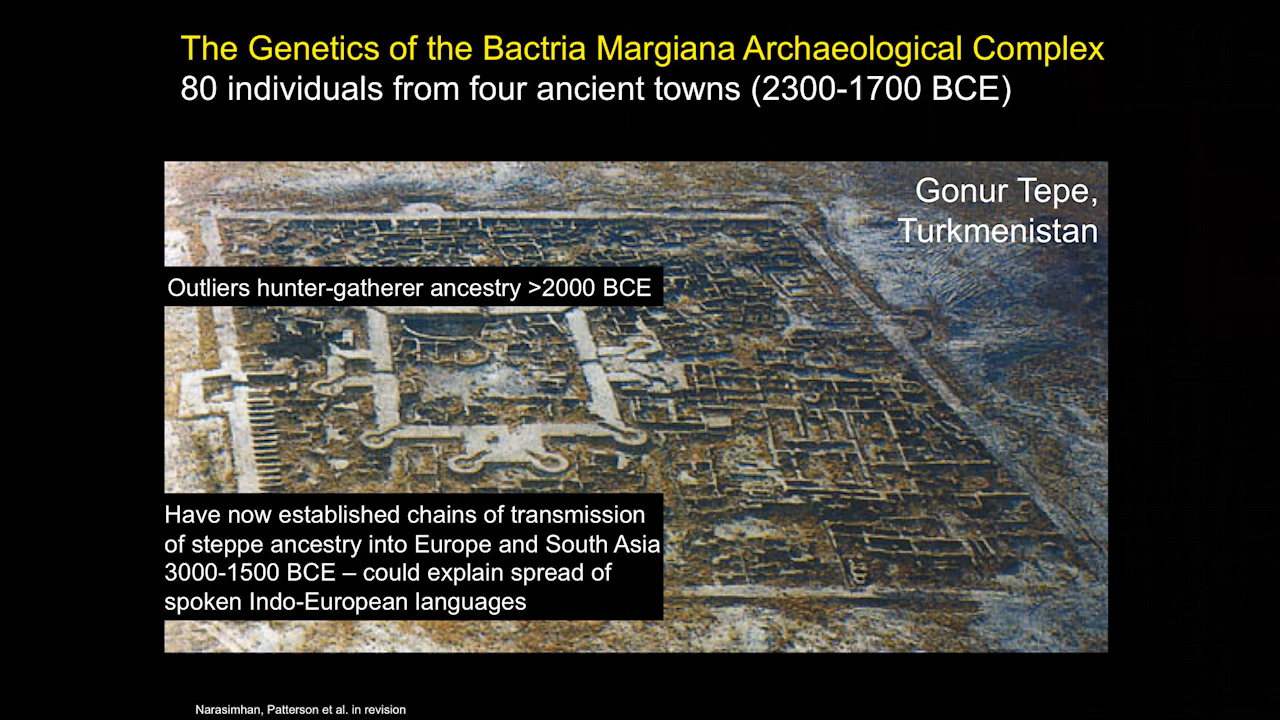 The Genetics of the Bactria Margiana Archaeological Complex
80 individuals from four ancient towns (2300-1700 BCE)
Gonur Tepe,
Turkmenistan
Outliers hunter-gatherer ancestry >2000 BCE
Have now established chains of transmission
of steppe ancestry into Europe and South Asia
3000-1500 BCE – could explain spread of
spoken Indo-European languages
Narasimhan, Patterson et al. in revision